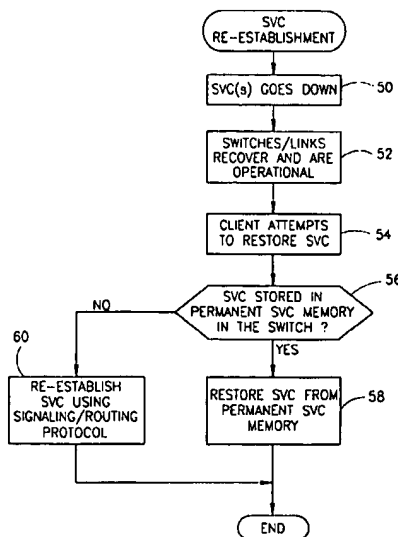 SVC
RE-ESTABLISHMENT
SVC(s) GOES DOWN
50
SWITCHES/LINKS
RECOVER AND ARE
OPERATIONAL
52
CLIENT ATTEMPTS
TO RESTORE SVC
54
56
SVC STORED IN
PERMANENT SVC MEMORY
IN THE SWITCH ?
NO
YES
60
RE-ESTABLISH
SVC USING
SIGNALING/ROUTING
PROTOCOL
RESTORE SVC FROM
PERMANENT SVC
MEMORY
58
END